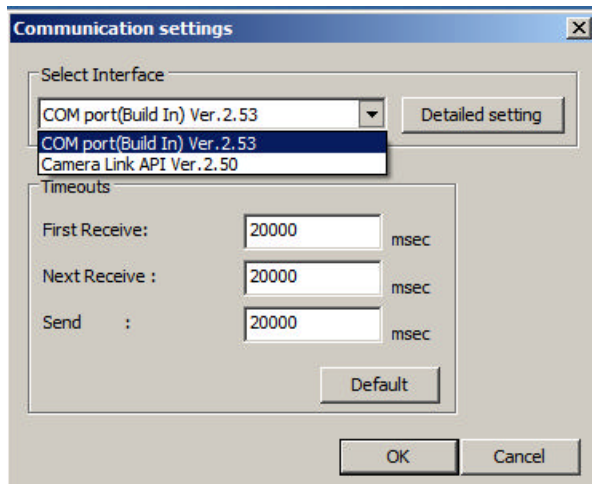 Communication settings
Select Interface
COM port(Build In) Ver.2.53
Detailed setting
COM port(Build In) Ver.2.53
Camera Link API Ver.2.50
Timeouts
First Receive: 20000 msec
Next Receive : 20000 msec
Send : 20000 msec
Default
OK Cancel